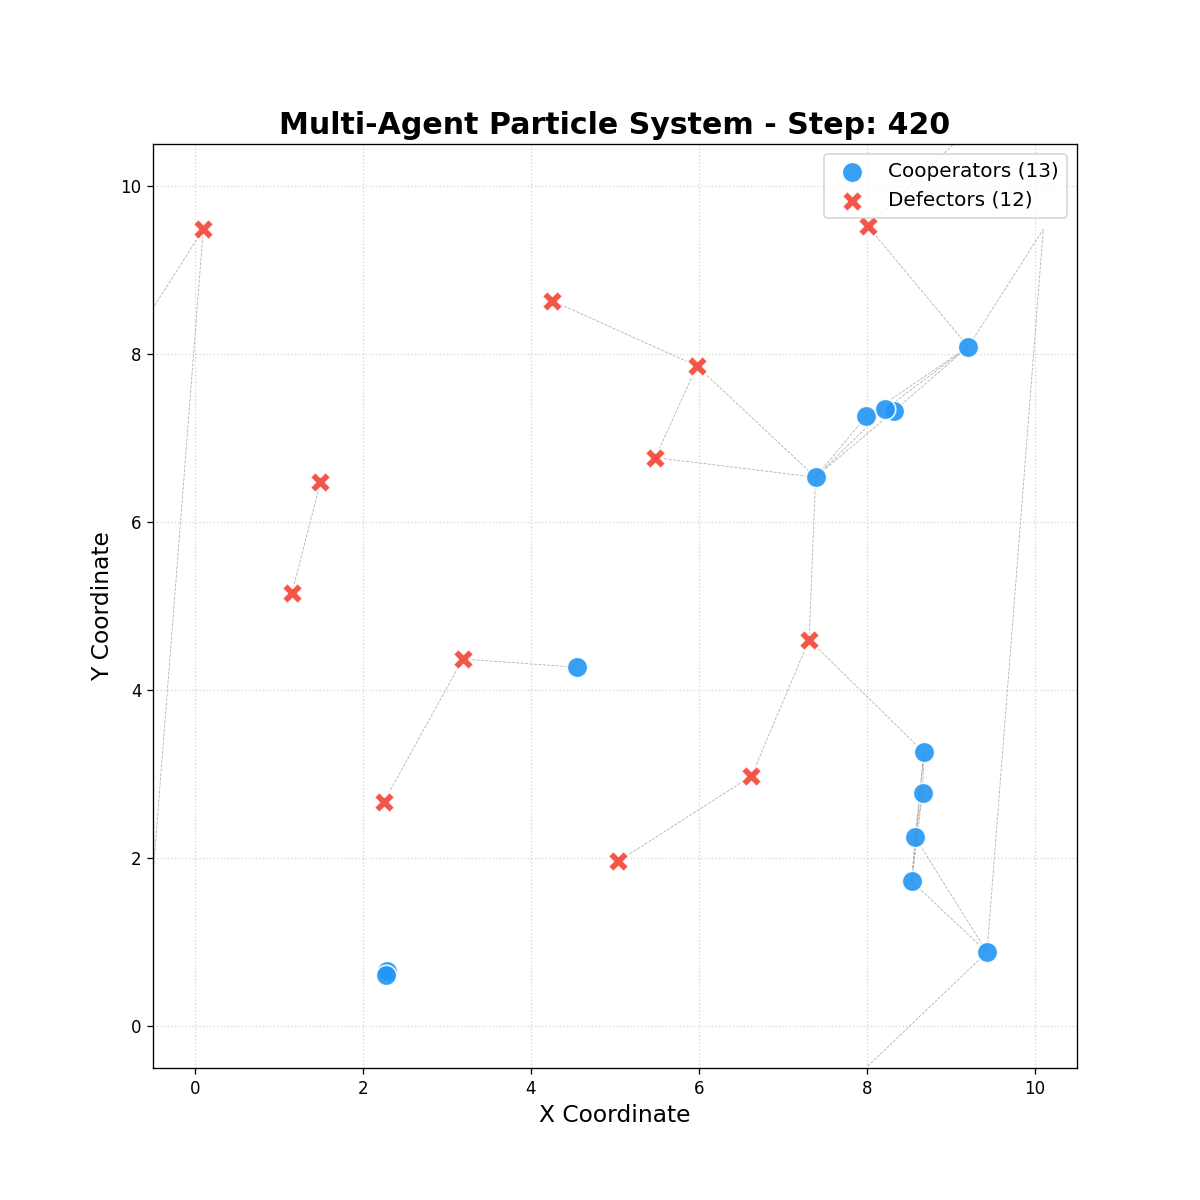 Multi-Agent Particle System - Step: 420
Cooperators (13)
Defectors (12)
Y Coordinate
10
8
6
4
2
0
0 2 4 6 8 10
X Coordinate